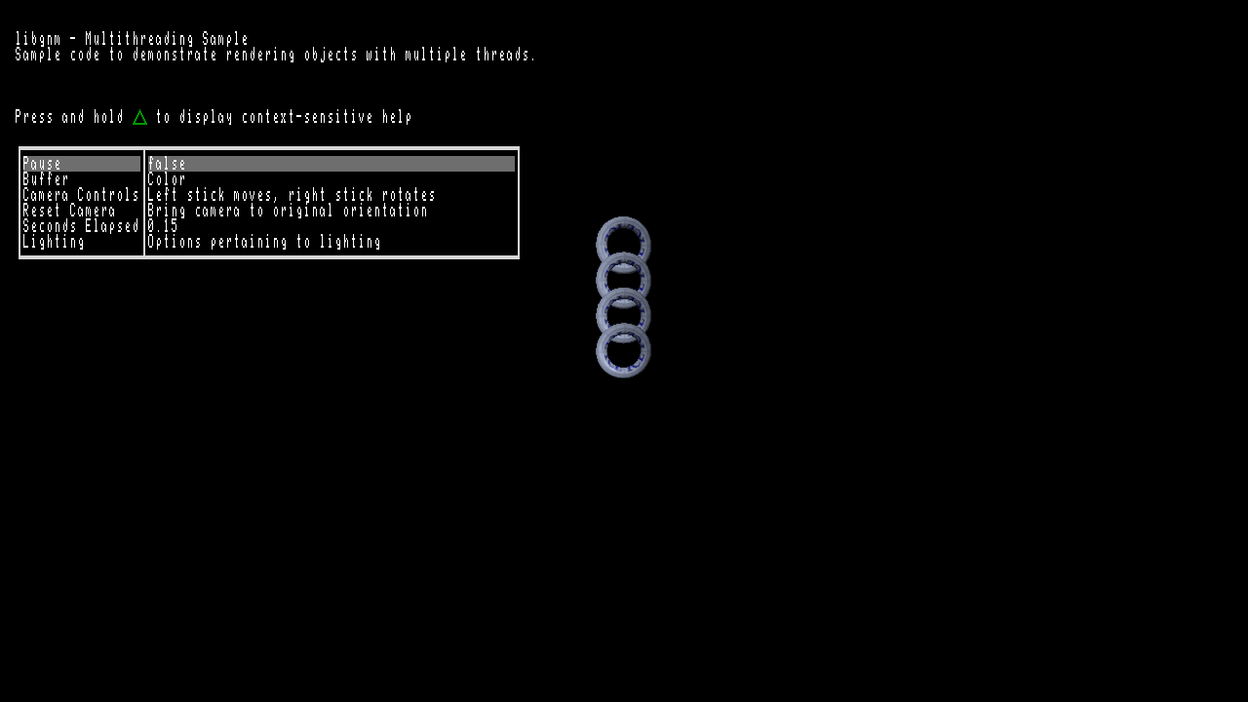 libgnm - Multithreading Sample
Sample code to demonstrate rendering objects with multiple threads.
Press and hold △ to display context-sensitive help
Pause false
Buffer Color
Camera Controls Left stick moves, right stick rotates
Reset Camera Bring camera to original orientation
Seconds Elapsed 0.15
Lighting Options pertaining to lighting